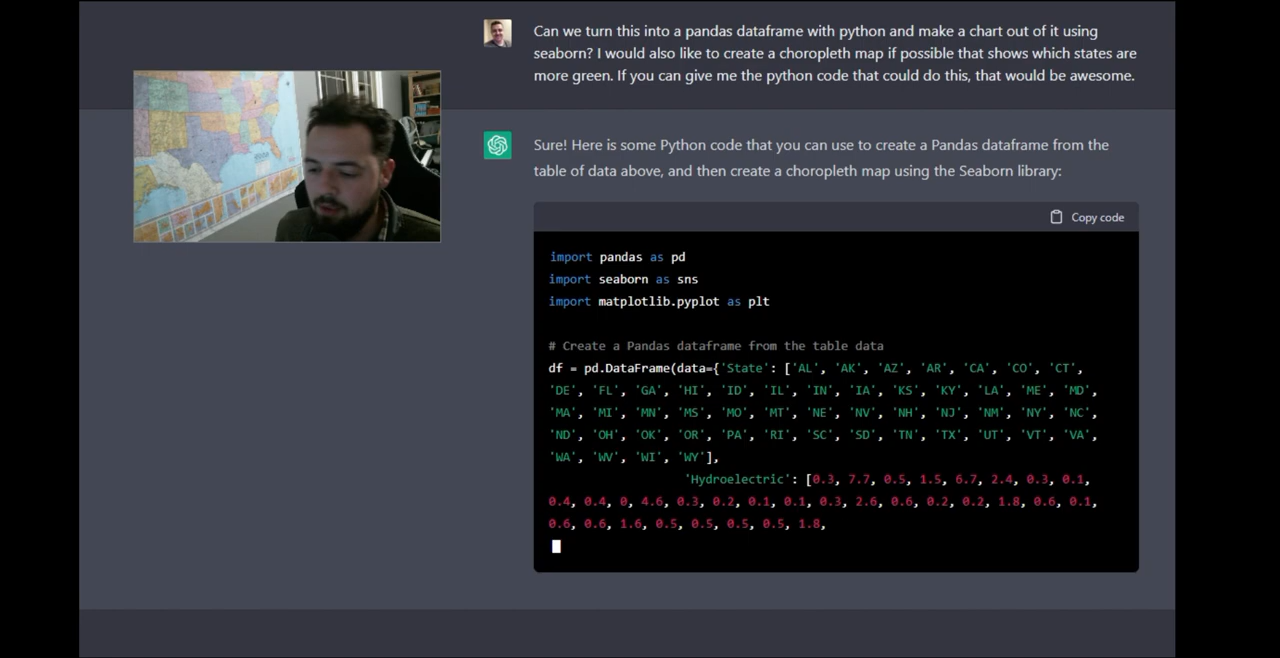 Can we turn this into a pandas dataframe with python and make a chart out of it using
seaborn? I would also like to create a choropleth map if possible that shows which states are
more green. If you can give me the python code that could do this, that would be awesome.
Sure! Here is some Python code that you can use to create a Pandas dataframe from the
table of data above, and then create a choropleth map using the Seaborn library:
Copy code
import pandas as pd
import seaborn as sns
import matplotlib.pyplot as plt
# Create a Pandas dataframe from the table data
df = pd.DataFrame(data={'State': ['AL', 'AK', 'AZ', 'AR', 'CA', 'CO', 'CT',
'DE', 'FL', 'GA', 'HI', 'ID', 'IL', 'IN', 'IA', 'KS', 'KY', 'LA', 'ME', 'MD',
'MA', 'MI', 'MN', 'MS', 'MO', 'MT', 'NE', 'NV', 'NH', 'NJ', 'NM', 'NY', 'NC',
'ND', 'OH', 'OK', 'OR', 'PA', 'RI', 'SC', 'SD', 'TN', 'TX', 'UT', 'VT', 'VA',
'WA', 'WV', 'WI', 'WY'],
'Hydroelectric': [0.3, 7.7, 0.5, 1.5, 6.7, 2.4, 0.3, 0.1,
0.4, 0.4, 0, 4.6, 0.3, 0.2, 0.1, 0.1, 0.3, 2.6, 0.6, 0.2, 0.2, 1.8, 0.6, 0.1,
0.6, 0.6, 1.6, 0.5, 0.5, 0.5, 0.5, 1.8,